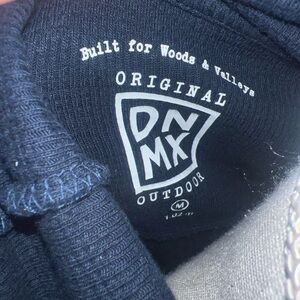 Built for Woods & Valleys
ORIGINAL
DN
MX
OUTDOOR
M